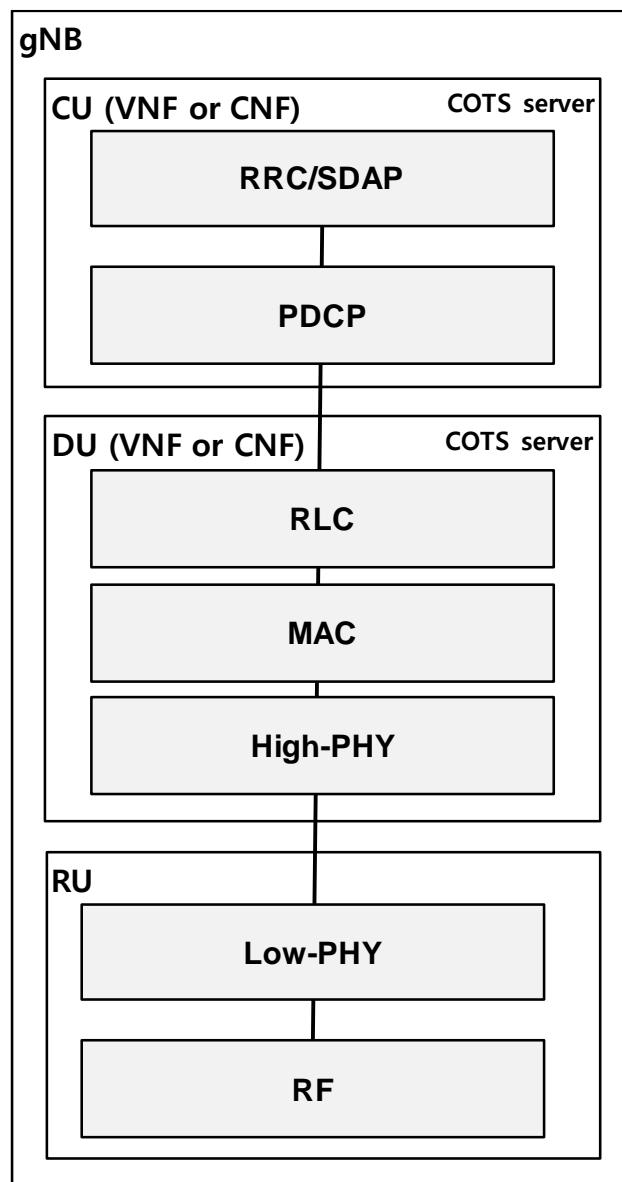 gNB
CU (VNF or CNF)
COTS server
RRC/SDAP
PDCP
DU (VNF or CNF)
COTS server
RLC
MAC
High-PHY
RU
Low-PHY
RF